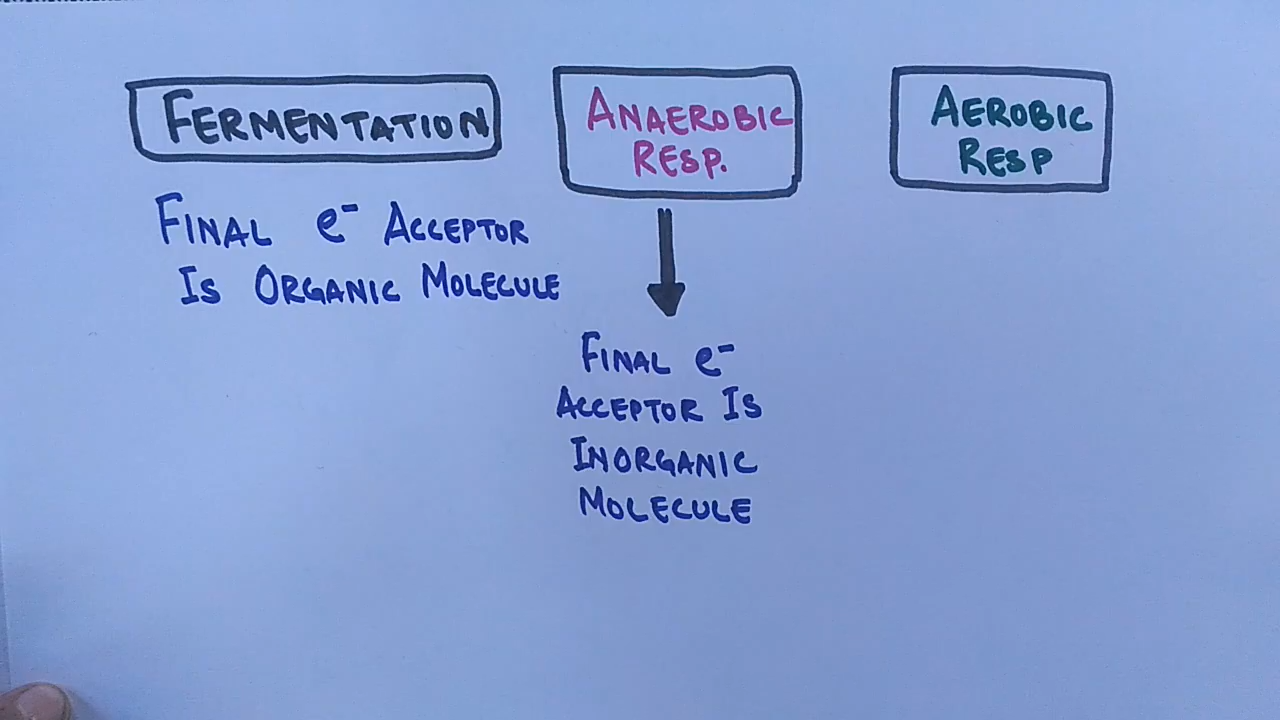 FERMENTATION
FINAL e⁻ ACCEPTOR
IS ORGANIC MOLECULE
ANAEROBIC
RESP.
FINAL e⁻
ACCEPTOR IS
INORGANIC
MOLECULE
AEROBIC
RESP